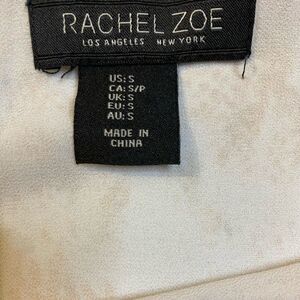 RACHEL ZOE
LOS ANGELES NEW YORK
US: S
CA: S/P
UK: S
EU: S
AU: S
MADE IN
CHINA